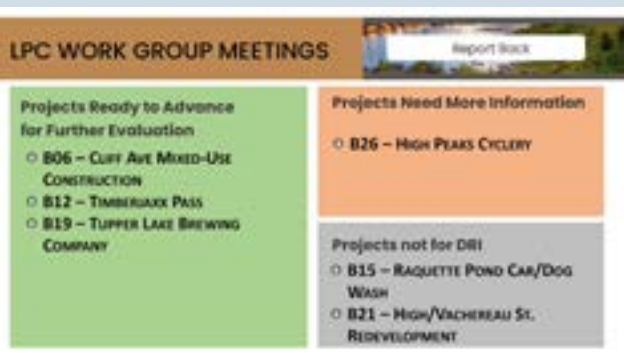 LPC WORK GROUP MEETINGS
Report Back
Projects Ready to Advance
for Further Evaluation
○ B06 – Cliff Ave Mixed-Use
Construction
○ B12 – Timberjaxx Pass
○ B19 – Tupper Lake Brewing
Company
Projects Need More Information
○ B26 – High Peaks Cyclery
Projects not for DRI
○ B15 – Raquette Pond Car/Dog
Wash
○ B21 – High/Vachereau St.
Redevelopment